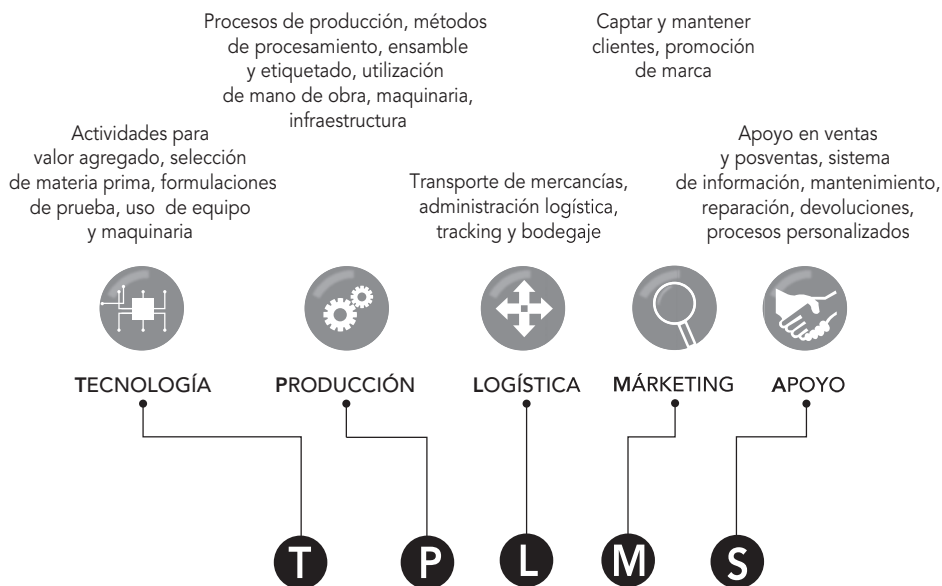 Procesos de producción, métodos
de procesamiento, ensamble
y etiquetado, utilización
de mano de obra, maquinaria,
infraestructura
Captar y mantener
clientes, promoción
de marca
Actividades para
valor agregado, selección
de materia prima, formulaciones
de prueba, uso de equipo
y maquinaria
Transporte de mercancías,
administración logística,
tracking y bodegaje
Apoyo en ventas
y posventas, sistema
de información, mantenimiento,
reparación, devoluciones,
procesos personalizados
TECNOLOGÍA
PRODUCCIÓN
LOGÍSTICA
MÁRKETING
APOYO
T
P
L
M
S